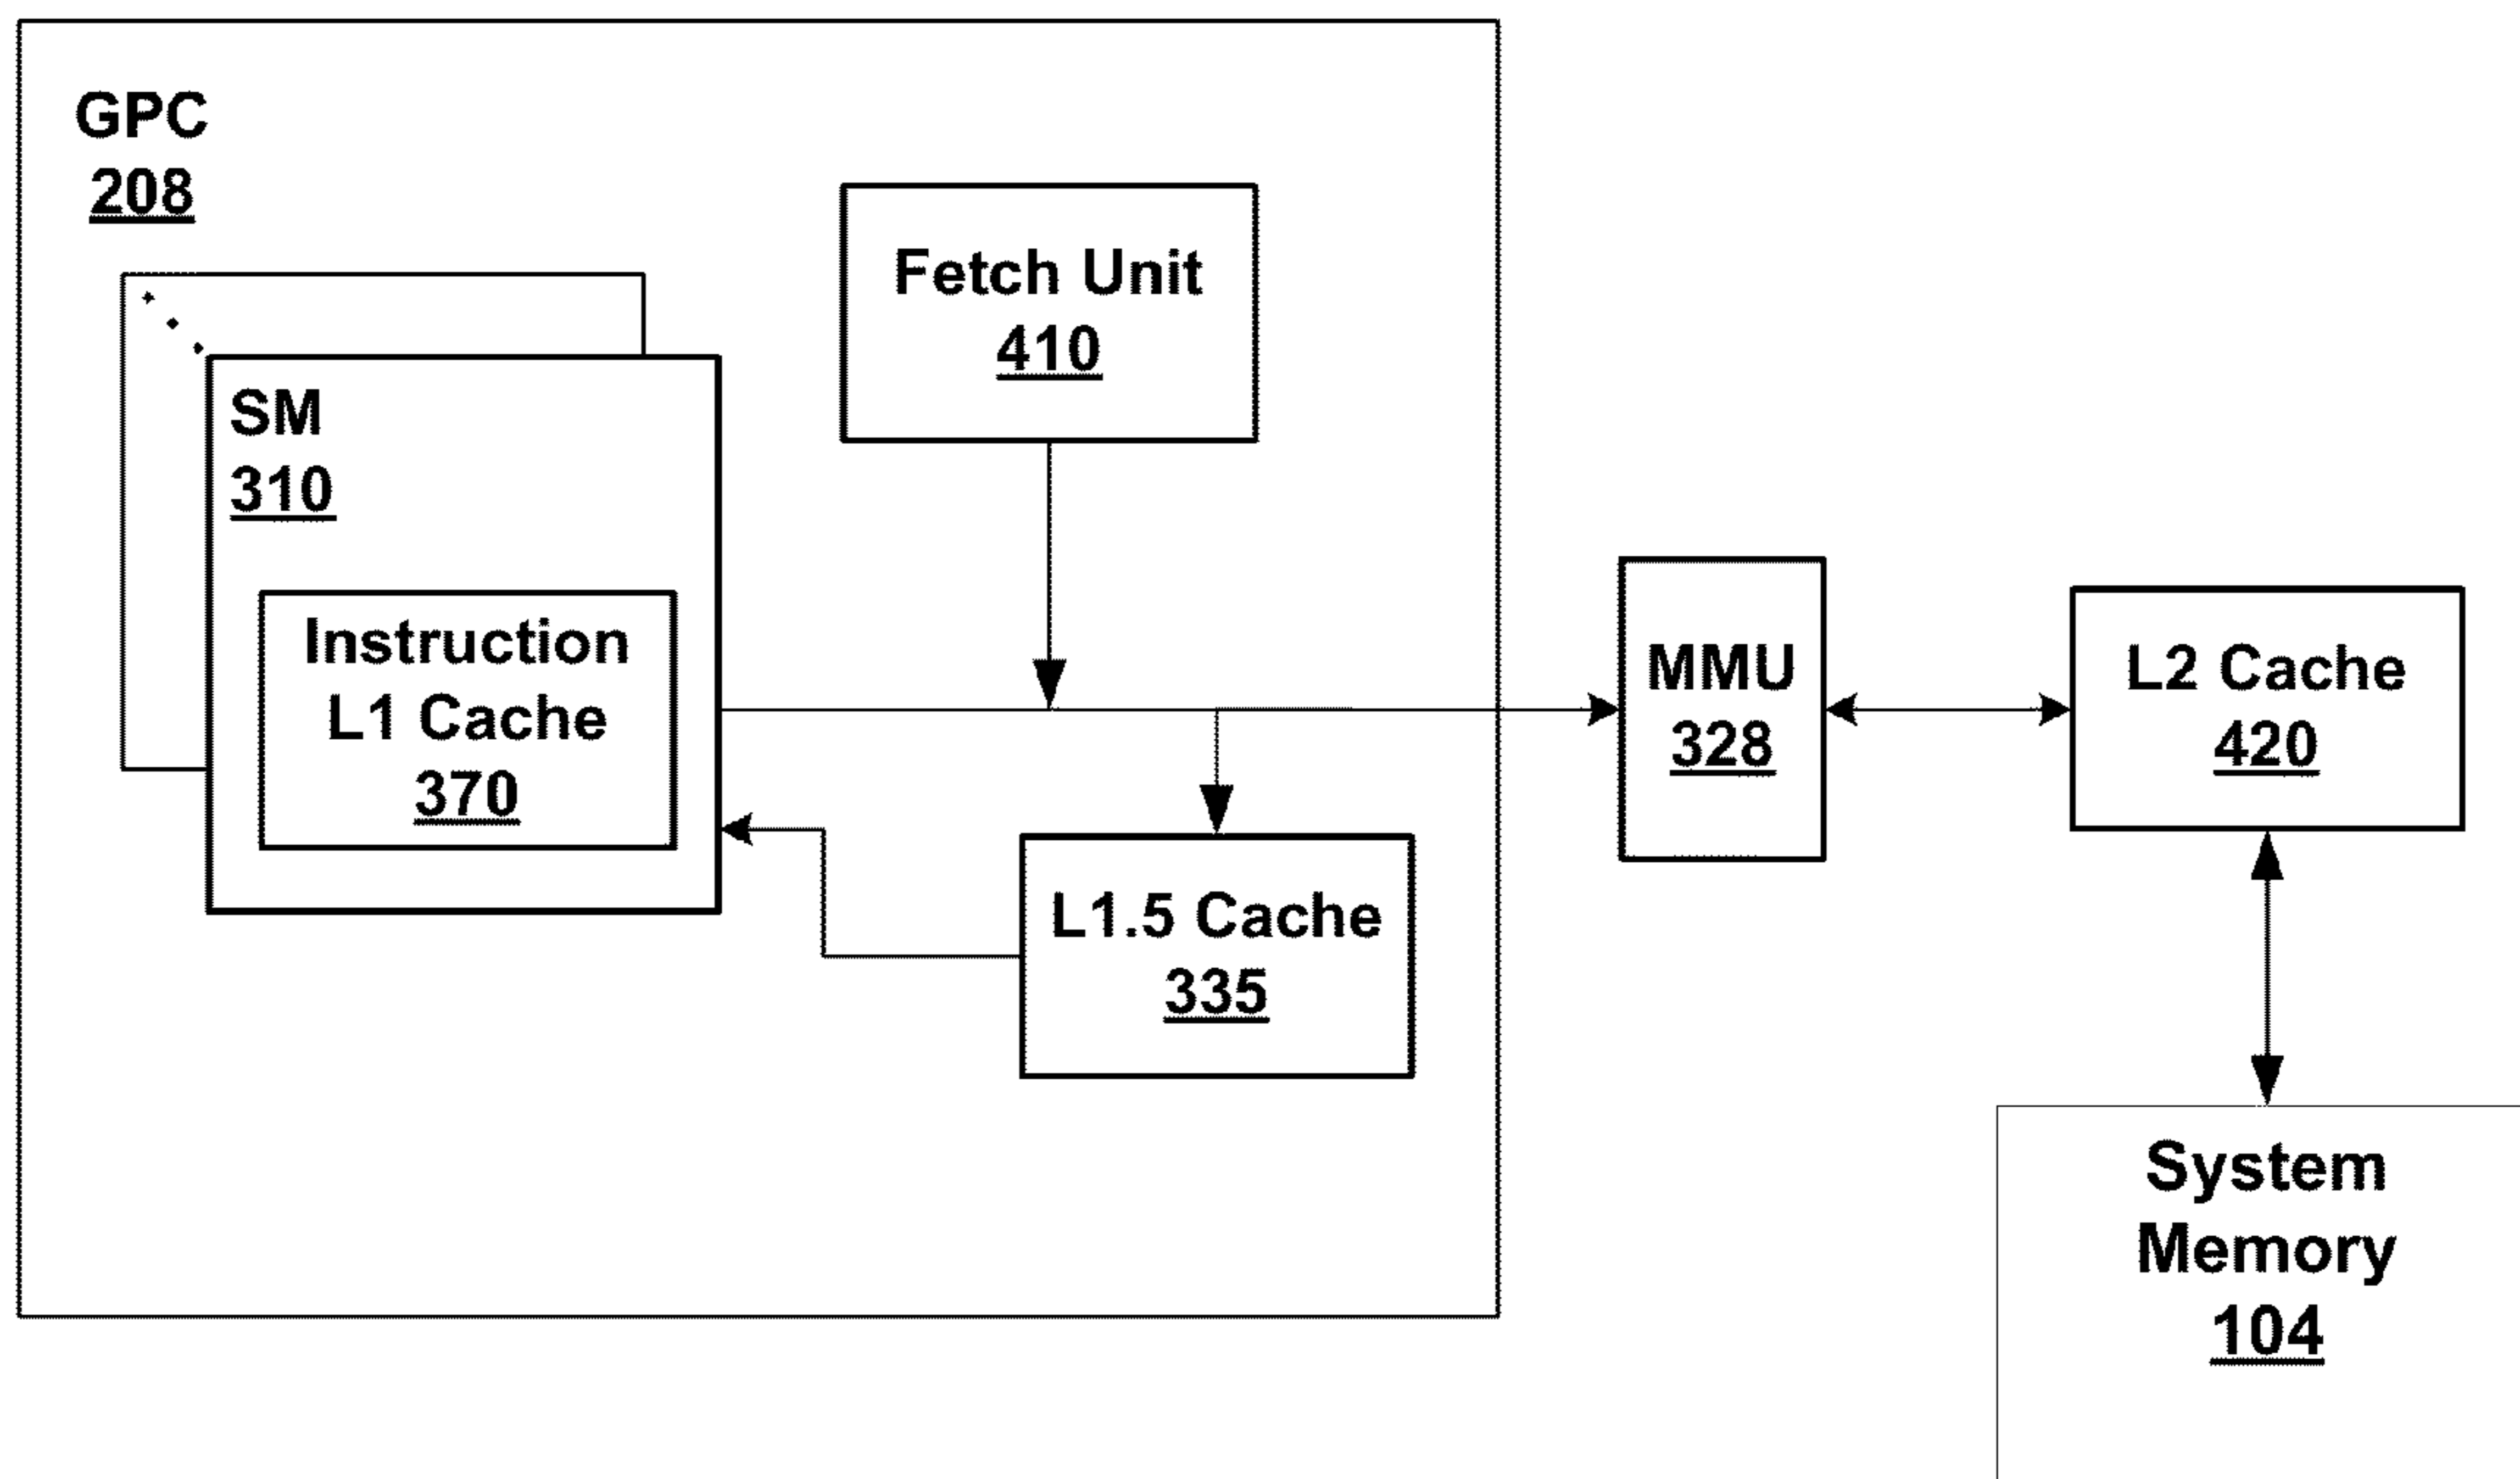 GPC
208
Fetch Unit
410
SM
310
Instruction
L1 Cache
370
MMU
328
L2 Cache
420
L1.5 Cache
335
System
Memory
104